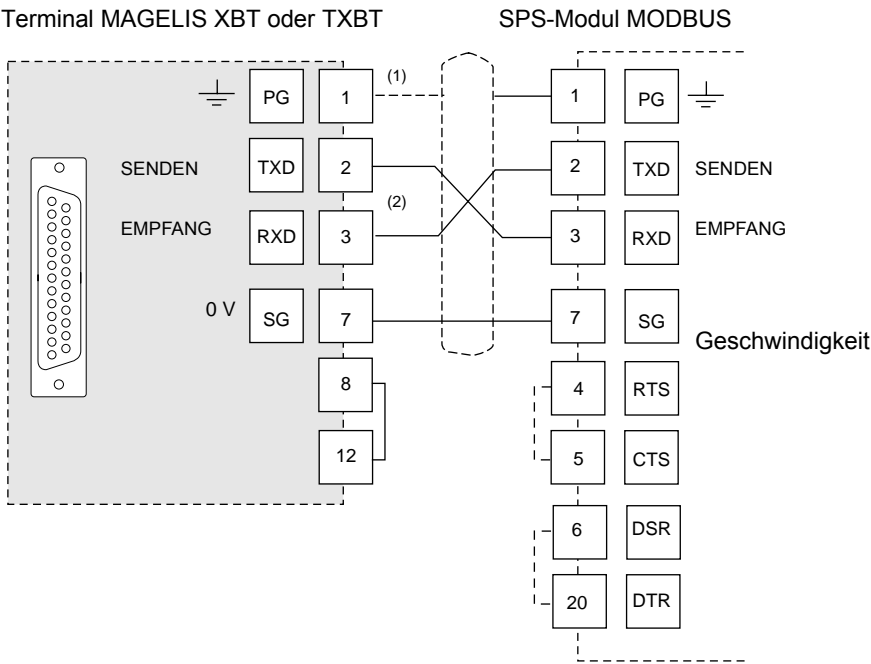 Terminal MAGELIS XBT oder TXBT
SPS-Modul MODBUS
PG 1 (1) 1 PG
SENDEN TXD 2 2 TXD SENDEN
(2)
EMPFANG RXD 3 3 RXD EMPFANG
0 V SG 7 7 SG
Geschwindigkeit
8 4 RTS
12 5 CTS
6 DSR
20 DTR